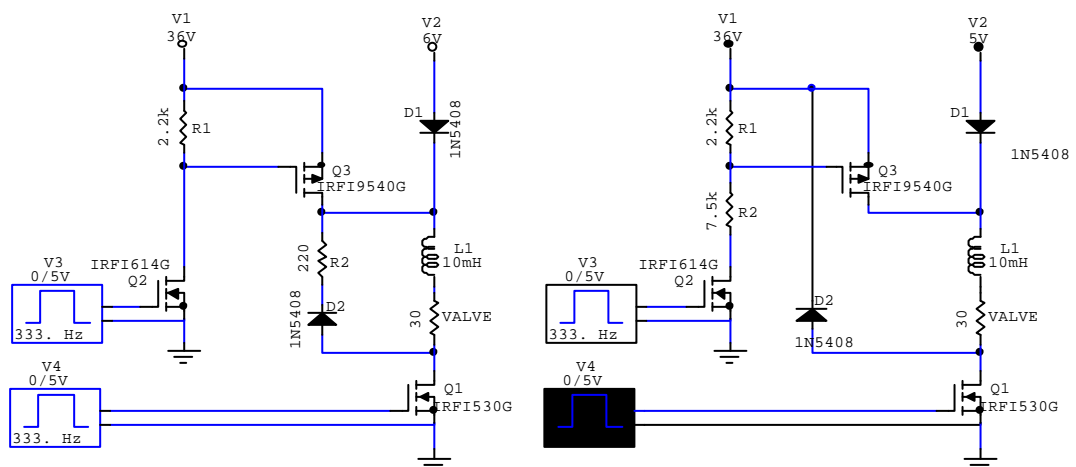 V1
36V
V2
6V
2.2k
R1
D1
1N5408
Q3
IRFI9540G
V3
0/5V
IRFI614G
Q2
220
R2
L1
10mH
1N5408
D2
30
VALVE
333. Hz
V4
0/5V
Q1
IRFI530G
333. Hz
V1
36V
V2
5V
2.2k
R1
D1
1N5408
Q3
IRFI9540G
7.5k
R2
V3
0/5V
IRFI614G
Q2
L1
10mH
D2
1N5408
30
VALVE
333. Hz
V4
0/5V
Q1
IRFI530G